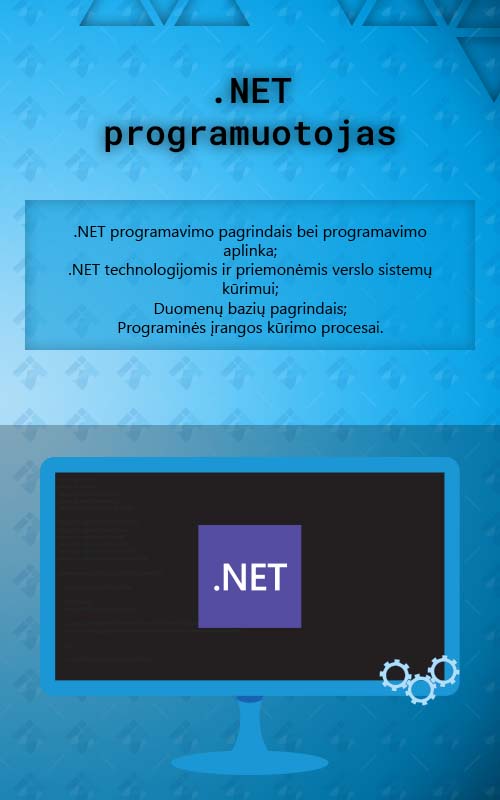 .NET
programuotojas
.NET programavimo pagrindais bei programavimo
aplinka;
.NET technologijomis ir priemonėmis verslo sistemų
kūrimui;
Duomenų bazių pagrindais;
Programinės įrangos kūrimo procesai.
.NET